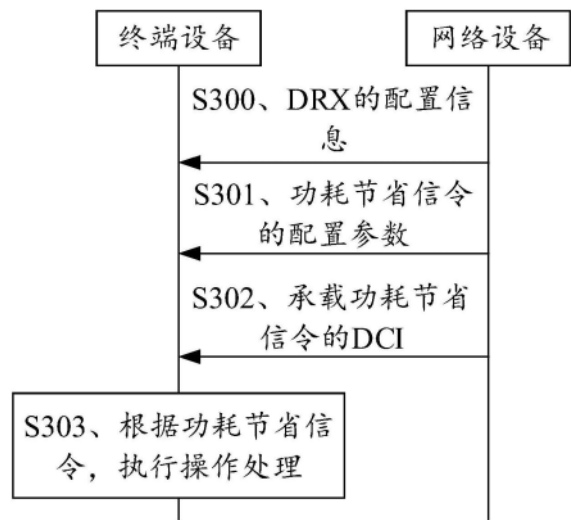 终端设备
网络设备
S300、DRX的配置信
息
S301、功耗节省信令
的配置参数
S302、承载功耗节省
信令的DCI
S303、根据功耗节省信
令，执行操作处理